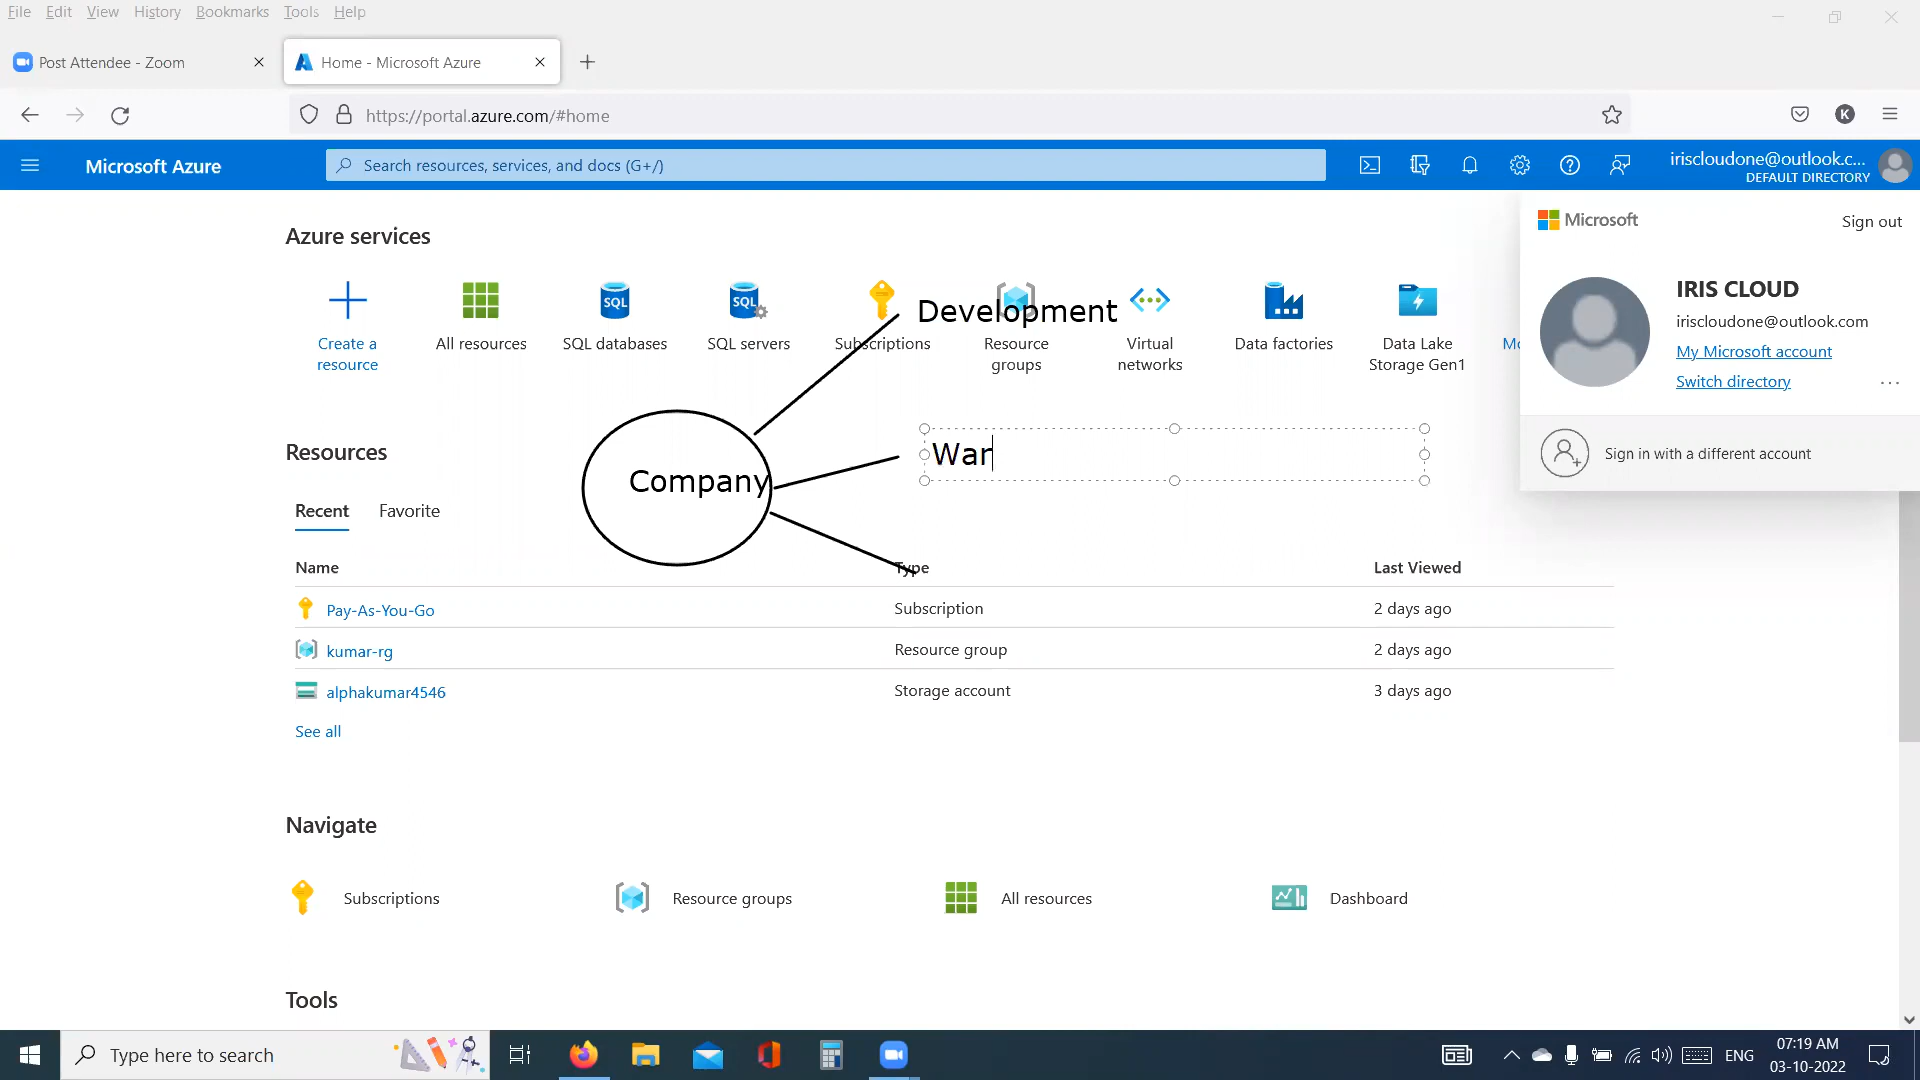 File Edit View History Bookmarks Tools Help
Post Attendee - Zoom
Home - Microsoft Azure
https://portal.azure.com/#home
K
Microsoft Azure
Search resources, services, and docs (G+/)
iriscloudone@outlook.c...
DEFAULT DIRECTORY
Microsoft
Sign out
IRIS CLOUD
iriscloudone@outlook.com
My Microsoft account
Switch directory
Sign in with a different account
Azure services
Create a resource
All resources
SQL
SQL databases
SQL
SQL servers
Subscriptions
Resource groups
Virtual networks
Data factories
Data Lake Storage Gen1
Mo
Development
War
Company
Resources
Recent Favorite
Name Type Last Viewed
Pay-As-You-Go Subscription 2 days ago
kumar-rg Resource group 2 days ago
alphakumar4546 Storage account 3 days ago
See all
Navigate
Subscriptions Resource groups All resources Dashboard
Tools
Type here to search
ENG
07:19 AM
03-10-2022